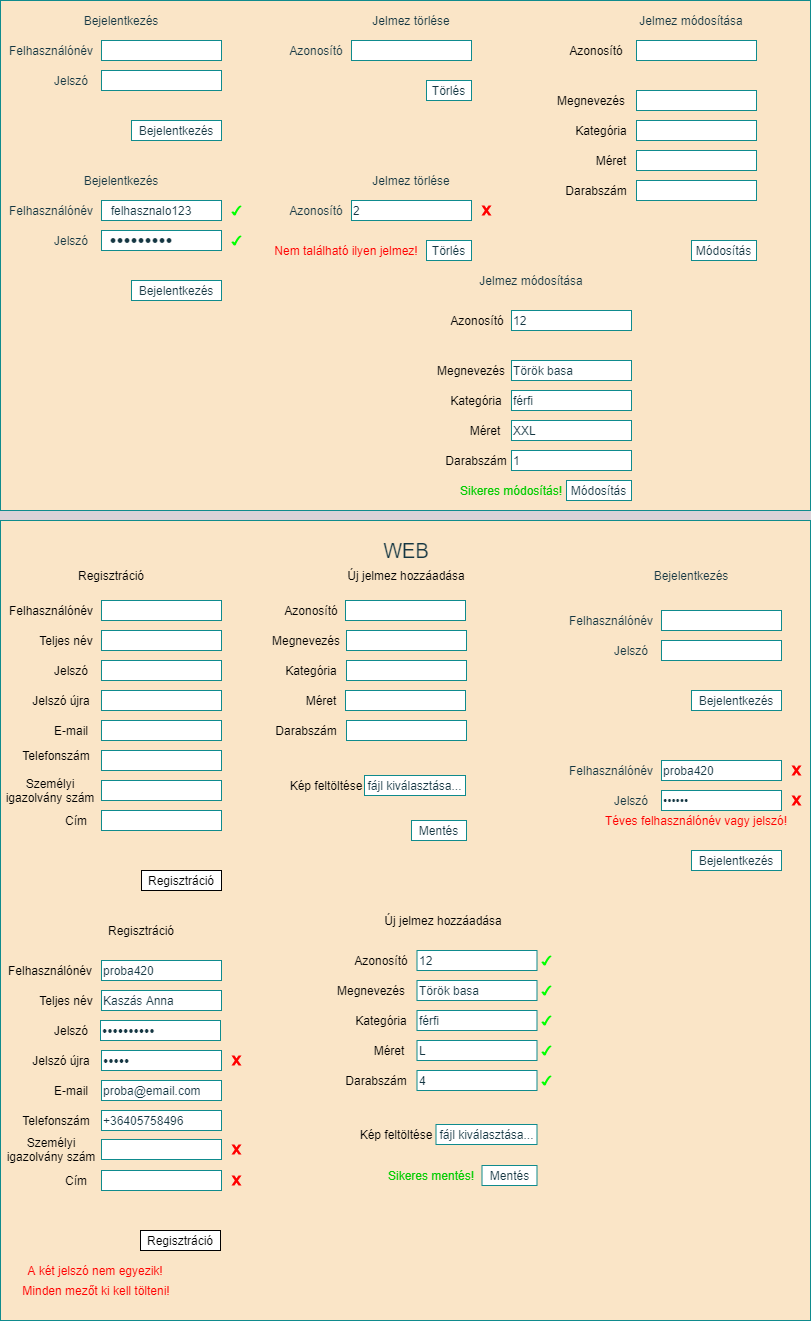 Bejelentkezés
Felhasználónév
Jelszó
Bejelentkezés
Jelmez törlése
Azonosító
Törlés
Jelmez módosítása
Azonosító
Megnevezés
Kategória
Méret
Darabszám
Módosítás
Bejelentkezés
Felhasználónév felhasznalo123 ✓
Jelszó ••••••••• ✓
Bejelentkezés
Jelmez törlése
Azonosító 2 X
Nem található ilyen jelmez! Törlés
Jelmez módosítása
Azonosító 12
Megnevezés Török basa
Kategória férfi
Méret XXL
Darabszám 1
Sikeres módosítás! Módosítás
WEB
Regisztráció
Felhasználónév
Teljes név
Jelszó
Jelszó újra
E-mail
Telefonszám
Személyi
igazolvány szám
Cím
Regisztráció
Új jelmez hozzáadása
Azonosító
Megnevezés
Kategória
Méret
Darabszám
Kép feltöltése fájl kiválasztása...
Mentés
Bejelentkezés
Felhasználónév
Jelszó
Bejelentkezés
Felhasználónév proba420 X
Jelszó •••••• X
Téves felhasználónév vagy jelszó!
Bejelentkezés
Regisztráció
Felhasználónév proba420
Teljes név Kaszás Anna
Jelszó ••••••••••
Jelszó újra ••••• X
E-mail proba@email.com
Telefonszám +36405758496
Személyi
igazolvány szám X
Cím X
Regisztráció
A két jelszó nem egyezik!
Minden mezőt ki kell tölteni!
Új jelmez hozzáadása
Azonosító 12 ✓
Megnevezés Török basa ✓
Kategória férfi ✓
Méret L ✓
Darabszám 4 ✓
Kép feltöltése fájl kiválasztása...
Sikeres mentés! Mentés